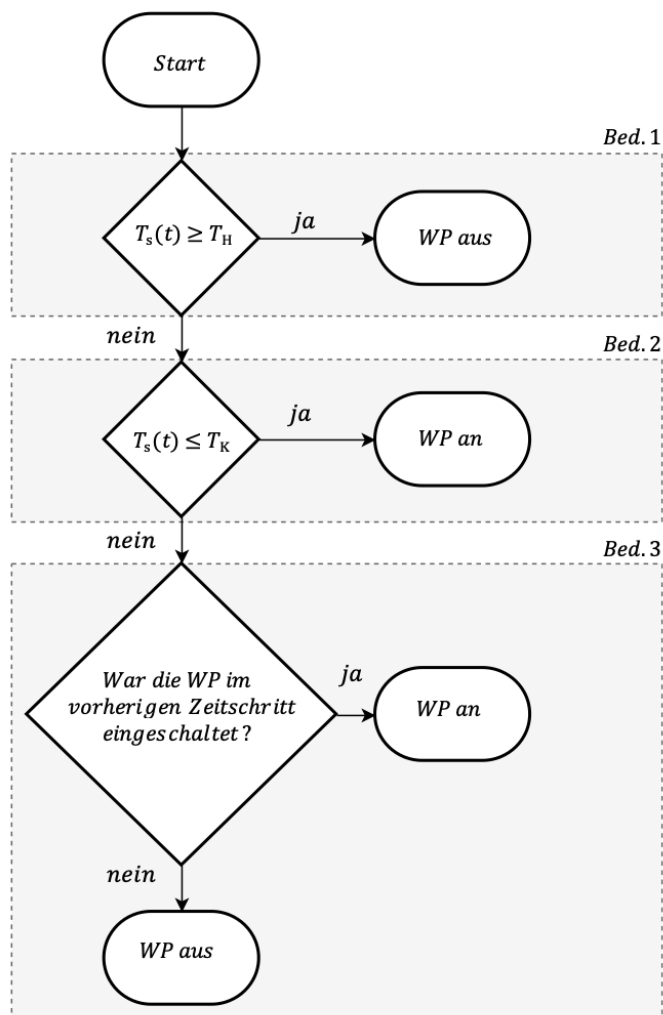 Start
Bed. 1
T_s(t) ≥ T_H
ja
WP aus
nein
Bed. 2
T_s(t) ≤ T_K
ja
WP an
nein
Bed. 3
War die WP im
vorherigen Zeitschritt
eingeschaltet?
ja
WP an
nein
WP aus